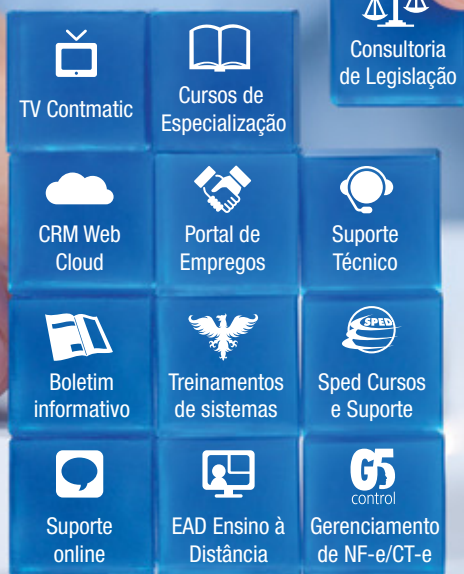 Consultoria
de Legislação
TV Contmatic
Cursos de
Especialização
CRM Web
Cloud
Portal de
Empregos
Suporte
Técnico
Boletim
informativo
Treinamentos
de sistemas
SPED
Sped Cursos
e Suporte
Suporte
online
EAD Ensino à
Distância
G5
control
Gerenciamento
de NF-e/CT-e